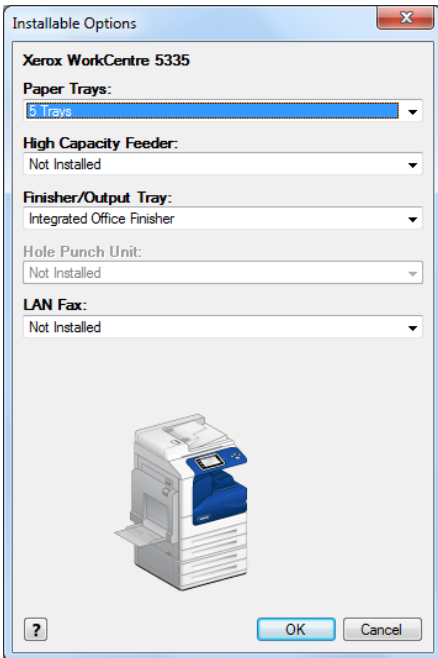 Installable Options
Xerox WorkCentre 5335
Paper Trays:
5 Trays
High Capacity Feeder:
Not Installed
Finisher/Output Tray:
Integrated Office Finisher
Hole Punch Unit:
Not Installed
LAN Fax:
Not Installed
?
OK
Cancel